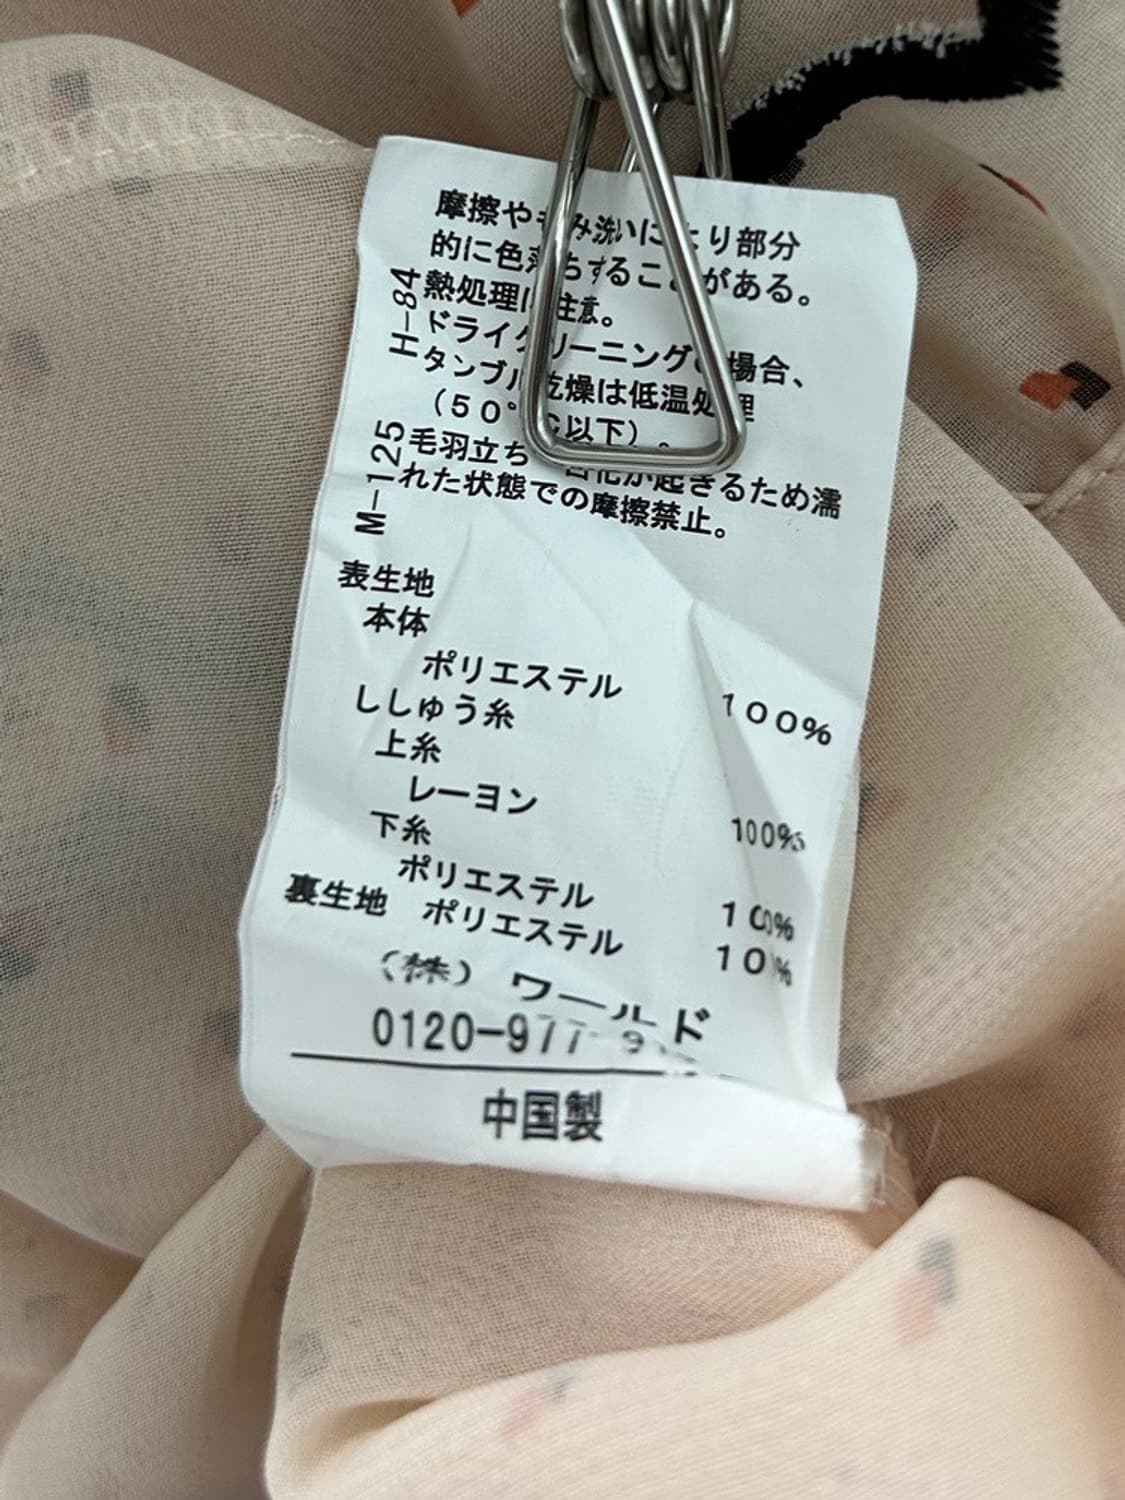 摩擦やもみ洗いにより部分
的に色落ちすることがある。
熱処理に注意。
ドライクリーニングの場合、
タンブル乾燥は低温処理
（50℃以下）。
毛羽立ち 白化が起きるため濡
れた状態での摩擦禁止。
H-84
M-125
表生地
本体
ポリエステル 100%
ししゅう糸
上糸
レーヨン 100%
下糸
ポリエステル 100%
裏生地 ポリエステル 100%
（株）ワールド
0120-977-
中国製